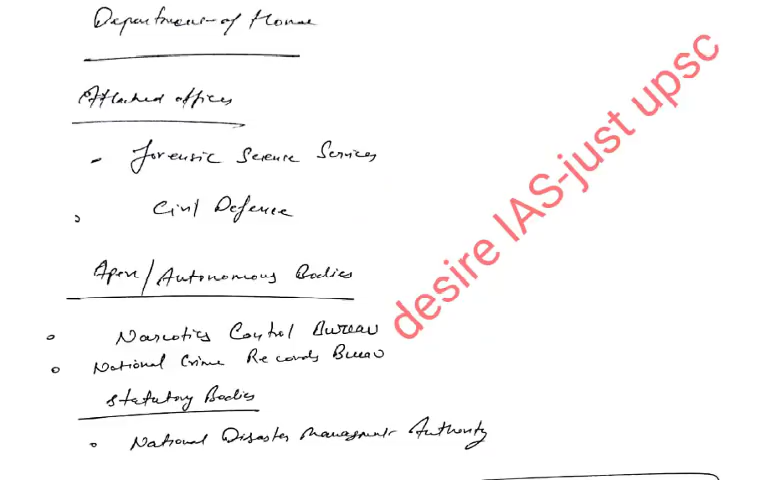 Department of Home
Attached offices
- Forensic Science Services
Civil Defence
Apex/Autonomous Bodies
Narcotics Control Bureau
National Crime Records Bureau
Statutory Bodies
National Disaster Managment Authority
desire IAS-just upsc